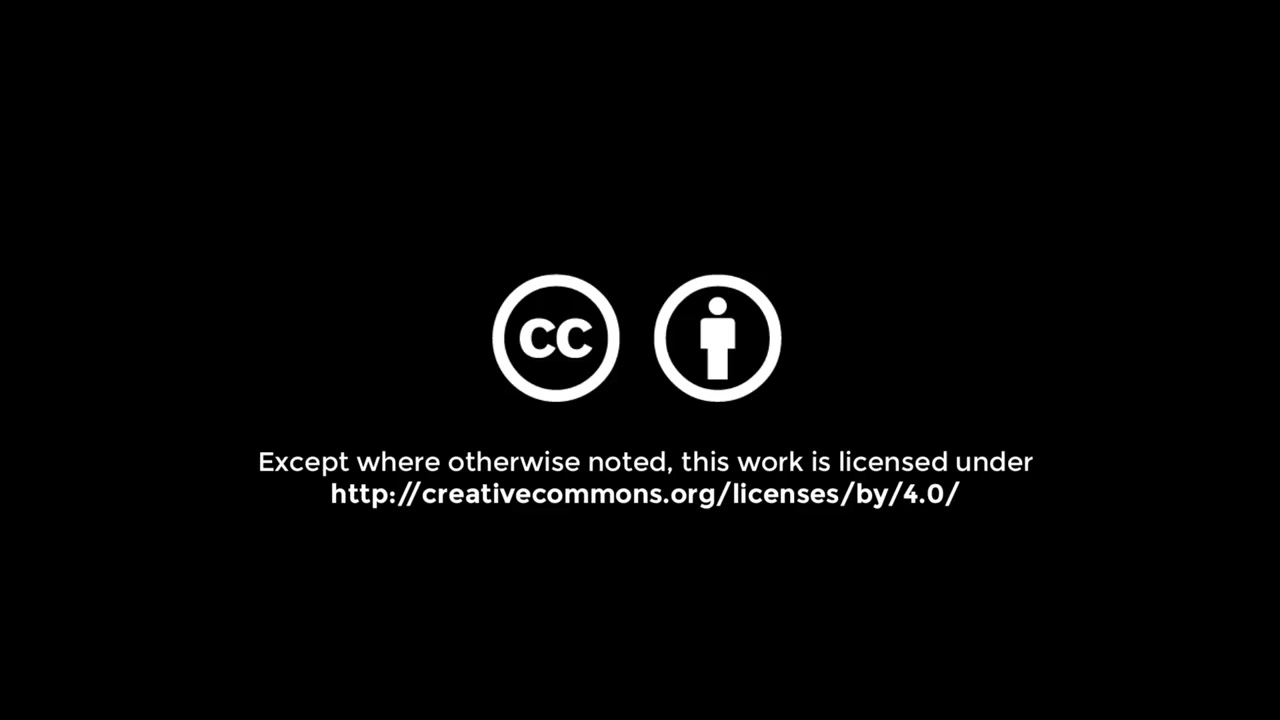 cc
Except where otherwise noted, this work is licensed under
http://creativecommons.org/licenses/by/4.0/